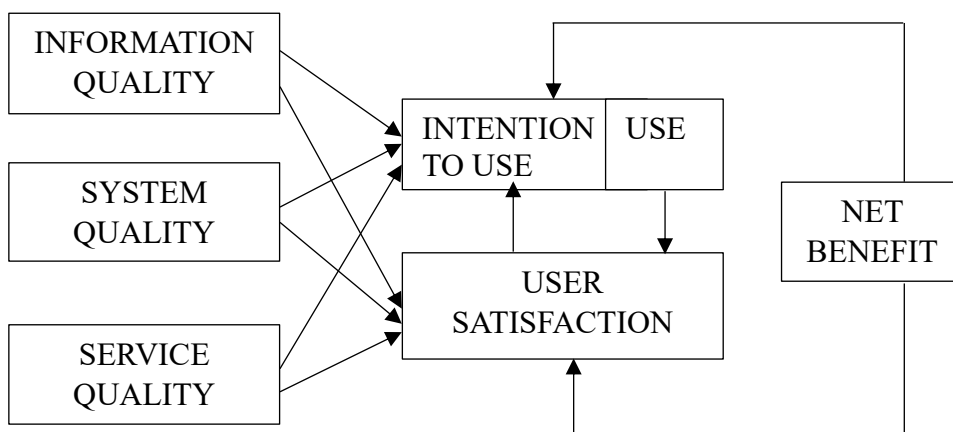 INFORMATION
QUALITY
SYSTEM
QUALITY
SERVICE
QUALITY
INTENTION
TO USE
USE
USER
SATISFACTION
NET
BENEFIT